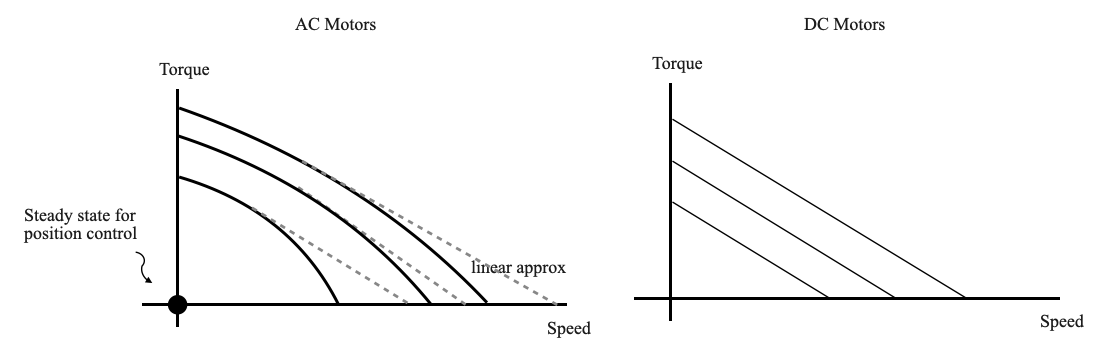 AC Motors
Torque
Steady state for
position control
linear approx
Speed
DC Motors
Torque
Speed